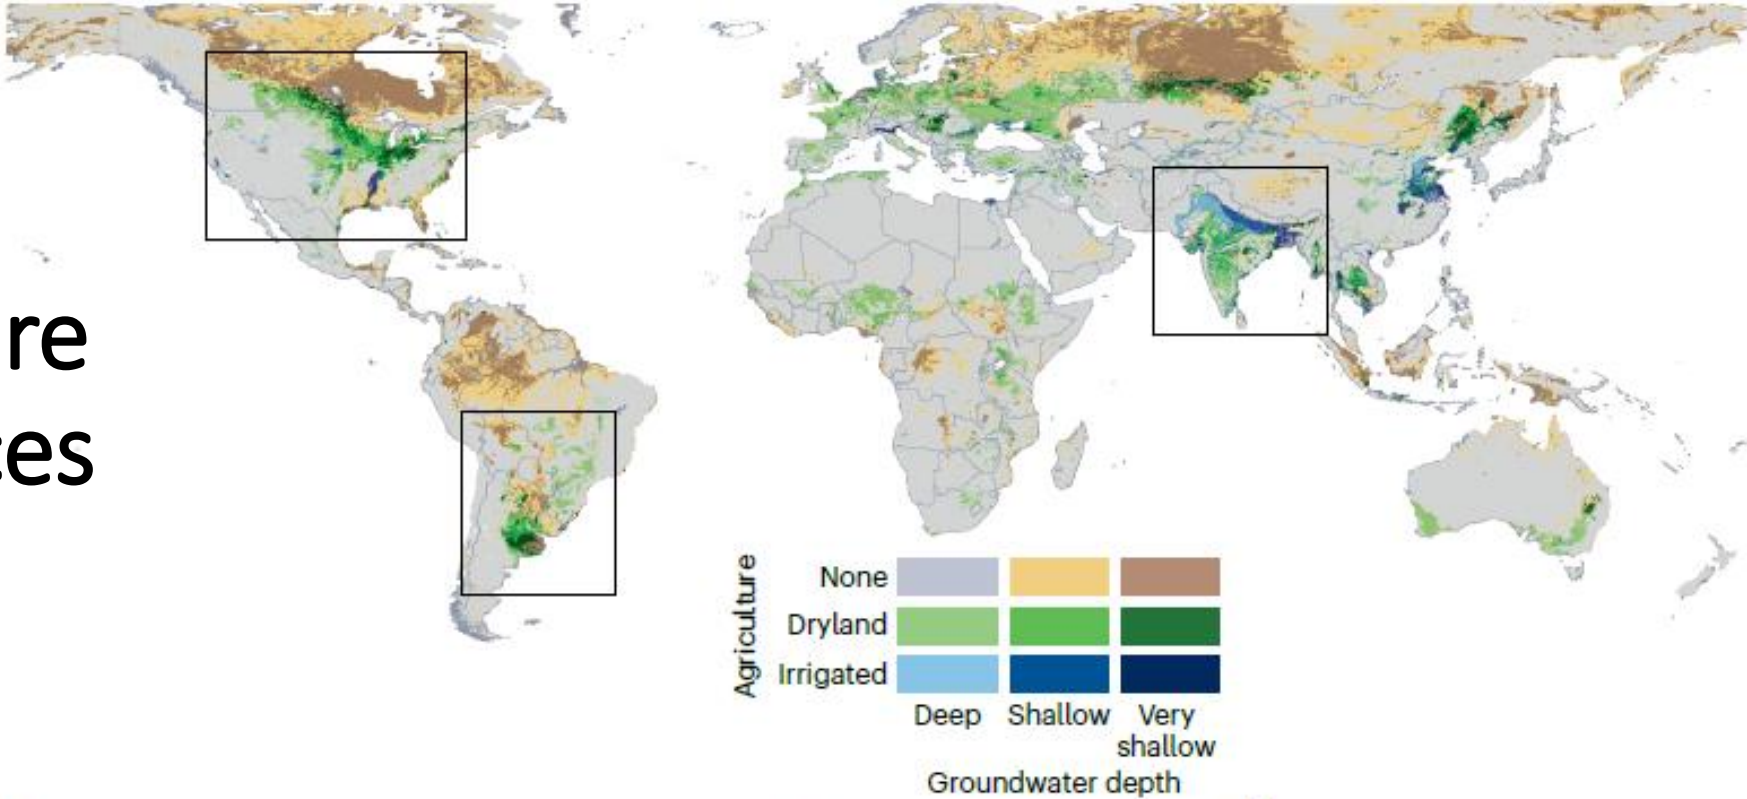 re
es
Agriculture
None
Dryland
Irrigated
Deep Shallow Very shallow
Groundwater depth